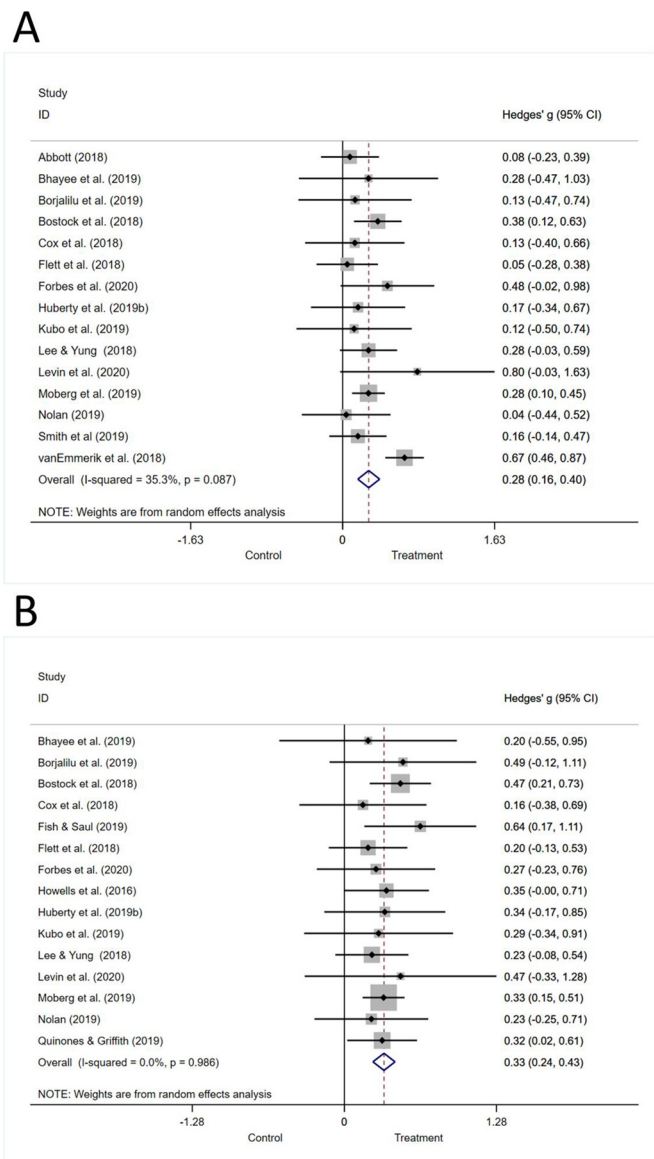 A
Study
ID Hedges' g (95% CI)
Abbott (2018) 0.08 (-0.23, 0.39)
Bhayee et al. (2019) 0.28 (-0.47, 1.03)
Borjalilu et al. (2019) 0.13 (-0.47, 0.74)
Bostock et al. (2018) 0.38 (0.12, 0.63)
Cox et al. (2018) 0.13 (-0.40, 0.66)
Flett et al. (2018) 0.05 (-0.28, 0.38)
Forbes et al. (2020) 0.48 (-0.02, 0.98)
Huberty et al. (2019b) 0.17 (-0.34, 0.67)
Kubo et al. (2019) 0.12 (-0.50, 0.74)
Lee & Yung (2018) 0.28 (-0.03, 0.59)
Levin et al. (2020) 0.80 (-0.03, 1.63)
Moberg et al. (2019) 0.28 (0.10, 0.45)
Nolan (2019) 0.04 (-0.44, 0.52)
Smith et al (2019) 0.16 (-0.14, 0.47)
vanEmmerik et al. (2018) 0.67 (0.46, 0.87)
Overall (I-squared = 35.3%, p = 0.087) 0.28 (0.16, 0.40)
NOTE: Weights are from random effects analysis
-1.63 0 1.63
Control Treatment
B
Study
ID Hedges' g (95% CI)
Bhayee et al. (2019) 0.20 (-0.55, 0.95)
Borjalilu et al. (2019) 0.49 (-0.12, 1.11)
Bostock et al. (2018) 0.47 (0.21, 0.73)
Cox et al. (2018) 0.16 (-0.38, 0.69)
Fish & Saul (2019) 0.64 (0.17, 1.11)
Flett et al. (2018) 0.20 (-0.13, 0.53)
Forbes et al. (2020) 0.27 (-0.23, 0.76)
Howells et al. (2016) 0.35 (-0.00, 0.71)
Huberty et al. (2019b) 0.34 (-0.17, 0.85)
Kubo et al. (2019) 0.29 (-0.34, 0.91)
Lee & Yung (2018) 0.23 (-0.08, 0.54)
Levin et al. (2020) 0.47 (-0.33, 1.28)
Moberg et al. (2019) 0.33 (0.15, 0.51)
Nolan (2019) 0.23 (-0.25, 0.71)
Quinones & Griffith (2019) 0.32 (0.02, 0.61)
Overall (I-squared = 0.0%, p = 0.986) 0.33 (0.24, 0.43)
NOTE: Weights are from random effects analysis
-1.28 0 1.28
Control Treatment